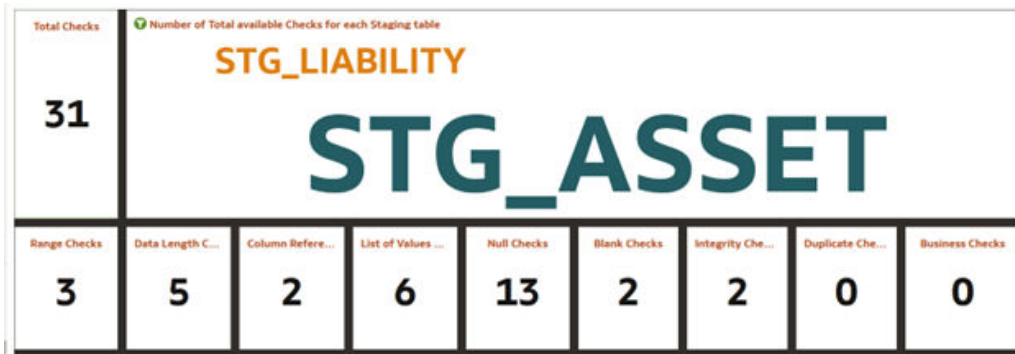 Total Checks
31
Number of Total available Checks for each Staging table
STG_LIABILITY
STG_ASSET
Range Checks
3
Data Length C...
5
Column Refere...
2
List of Values ...
6
Null Checks
13
Blank Checks
2
Integrity Che...
2
Duplicate Che...
0
Business Checks
0